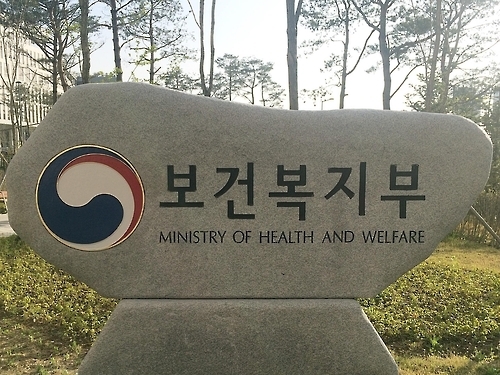 보건복지부
MINISTRY OF HEALTH AND WELFARE